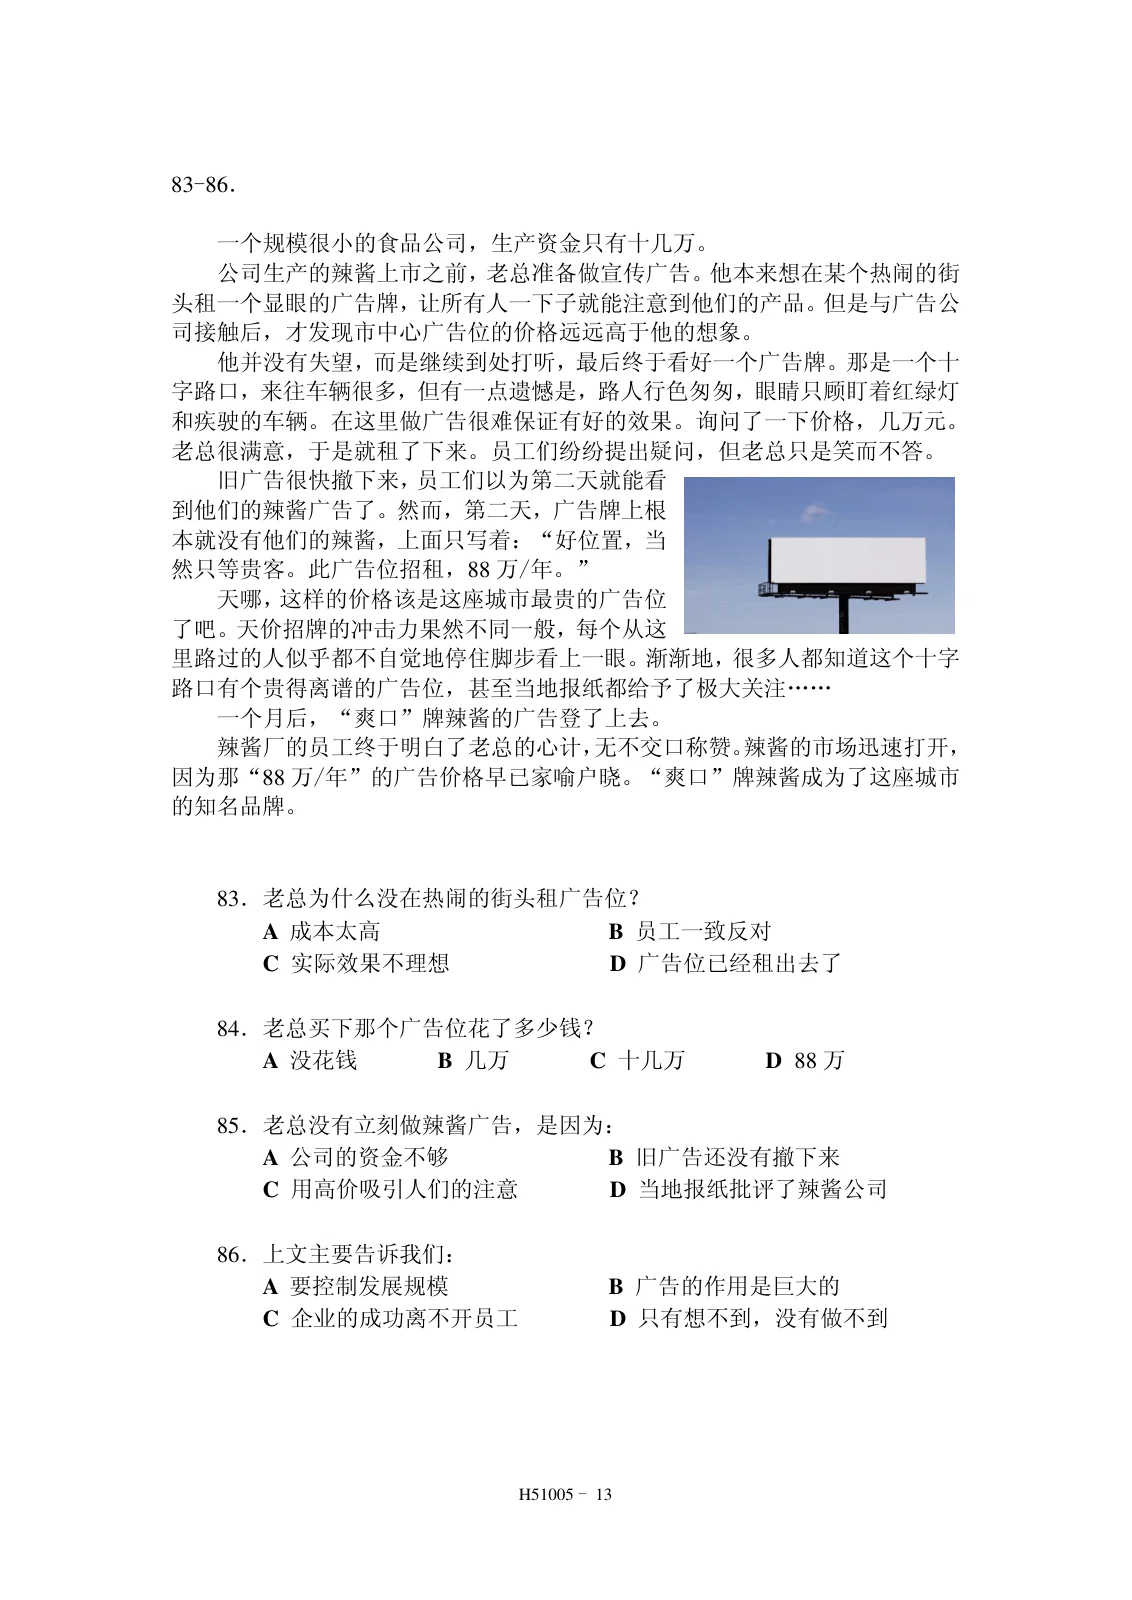 83-86.
一个规模很小的食品公司，生产资金只有十几万。
公司生产的辣酱上市之前，老总准备做宣传广告。他本来想在某个热闹的街
头租一个显眼的广告牌，让所有人一下子就能注意到他们的产品。但是与广告公
司接触后，才发现市中心广告位的价格远远高于他的想象。
他并没有失望，而是继续到处打听，最后终于看好一个广告牌。那是一个十
字路口，来往车辆很多，但有一点遗憾是，路人行色匆匆，眼睛只顾盯着红绿灯
和疾驶的车辆。在这里做广告很难保证有好的效果。询问了一下价格，几万元。
老总很满意，于是就租了下来。员工们纷纷提出疑问，但老总只是笑而不答。
旧广告很快撤下来，员工们以为第二天就能看
到他们的辣酱广告了。然而，第二天，广告牌上根
本就没有他们的辣酱，上面只写着：“好位置，当
然只等贵客。此广告位招租，88 万/年。”
天哪，这样的价格该是这座城市最贵的广告位
了吧。天价招牌的冲击力果然不同一般，每个从这
里路过的人似乎都不自觉地停住脚步看上一眼。渐渐地，很多人都知道这个十字
路口有个贵得离谱的广告位，甚至当地报纸都给予了极大关注……
一个月后，“爽口”牌辣酱的广告登了上去。
辣酱厂的员工终于明白了老总的心计，无不交口称赞。辣酱的市场迅速打开，
因为那“88 万/年”的广告价格早已家喻户晓。“爽口”牌辣酱成为了这座城市
的知名品牌。
83．老总为什么没在热闹的街头租广告位？
A 成本太高 B 员工一致反对
C 实际效果不理想 D 广告位已经租出去了
84．老总买下那个广告位花了多少钱？
A 没花钱 B 几万 C 十几万 D 88 万
85．老总没有立刻做辣酱广告，是因为：
A 公司的资金不够 B 旧广告还没有撤下来
C 用高价吸引人们的注意 D 当地报纸批评了辣酱公司
86．上文主要告诉我们：
A 要控制发展规模 B 广告的作用是巨大的
C 企业的成功离不开员工 D 只有想不到，没有做不到
H51005 - 13